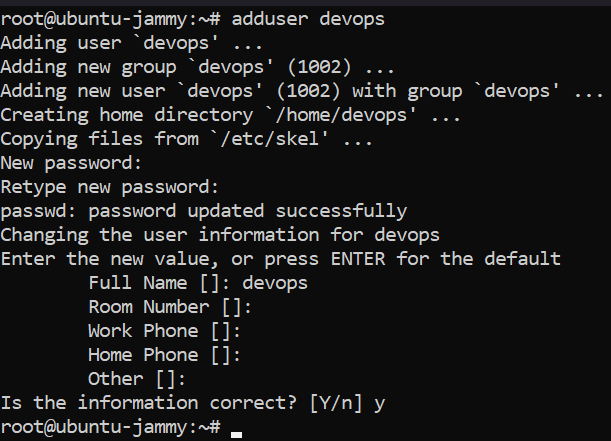 root@ubuntu-jammy:~# adduser devops
Adding user `devops' ...
Adding new group `devops' (1002) ...
Adding new user `devops' (1002) with group `devops' ...
Creating home directory `/home/devops' ...
Copying files from `/etc/skel' ...
New password:
Retype new password:
passwd: password updated successfully
Changing the user information for devops
Enter the new value, or press ENTER for the default
        Full Name []: devops
        Room Number []:
        Work Phone []:
        Home Phone []:
        Other []:
Is the information correct? [Y/n] y
root@ubuntu-jammy:~#